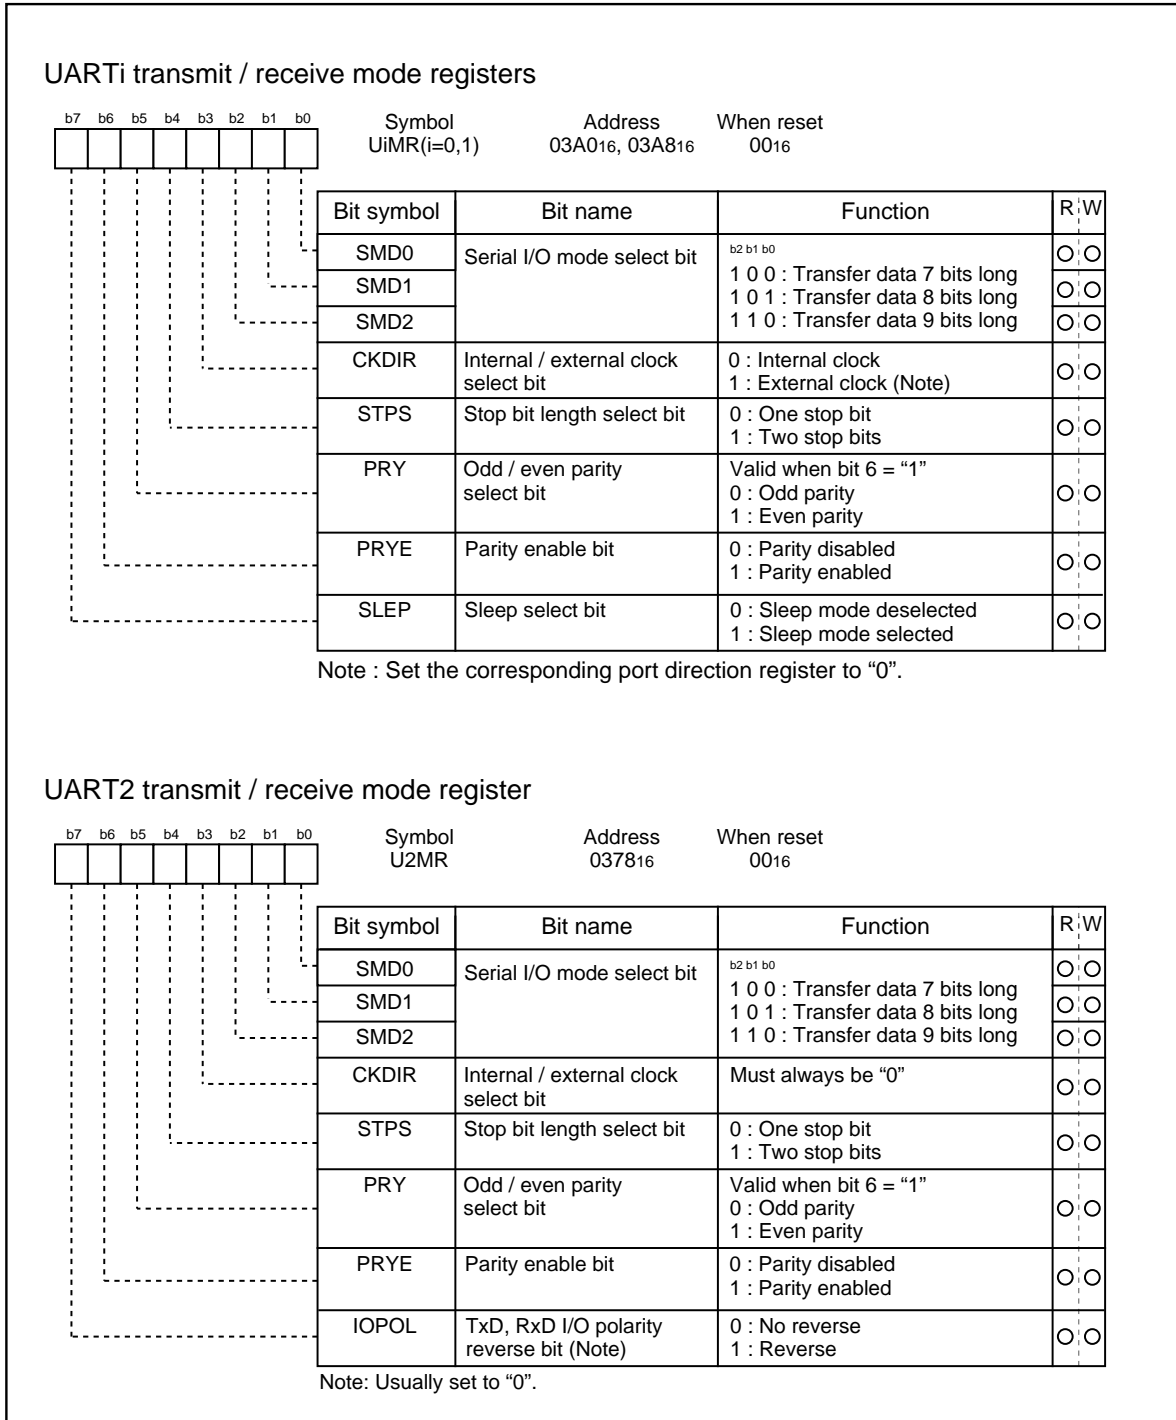 UARTi transmit / receive mode registers
b7 b6 b5 b4 b3 b2 b1 b0
Symbol Address When reset
UiMR(i=0,1) 03A016, 03A816 0016
Bit symbol Bit name Function R W
SMD0 Serial I/O mode select bit b2 b1 b0
1 0 0 : Transfer data 7 bits long
SMD1 1 0 1 : Transfer data 8 bits long
SMD2 1 1 0 : Transfer data 9 bits long
CKDIR Internal / external clock 0 : Internal clock
select bit 1 : External clock (Note)
STPS Stop bit length select bit 0 : One stop bit
1 : Two stop bits
PRY Odd / even parity Valid when bit 6 = “1”
select bit 0 : Odd parity
1 : Even parity
PRYE Parity enable bit 0 : Parity disabled
1 : Parity enabled
SLEP Sleep select bit 0 : Sleep mode deselected
1 : Sleep mode selected
Note : Set the corresponding port direction register to “0”.
UART2 transmit / receive mode register
b7 b6 b5 b4 b3 b2 b1 b0
Symbol Address When reset
U2MR 037816 0016
Bit symbol Bit name Function R W
SMD0 Serial I/O mode select bit b2 b1 b0
1 0 0 : Transfer data 7 bits long
SMD1 1 0 1 : Transfer data 8 bits long
SMD2 1 1 0 : Transfer data 9 bits long
CKDIR Internal / external clock Must always be “0”
select bit
STPS Stop bit length select bit 0 : One stop bit
1 : Two stop bits
PRY Odd / even parity Valid when bit 6 = “1”
select bit 0 : Odd parity
1 : Even parity
PRYE Parity enable bit 0 : Parity disabled
1 : Parity enabled
IOPOL TxD, RxD I/O polarity 0 : No reverse
reverse bit (Note) 1 : Reverse
Note: Usually set to “0”.